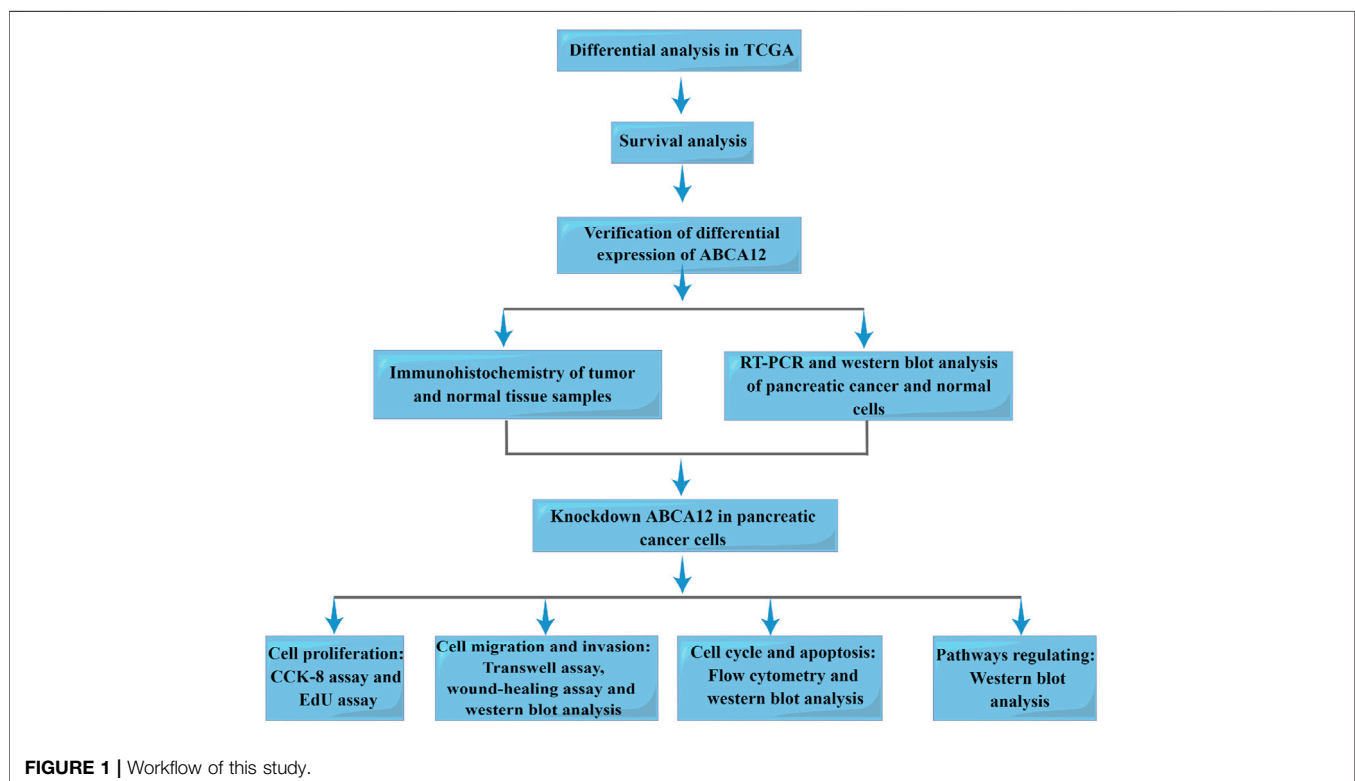 Differential analysis in TCGA
Survival analysis
Verification of differential
expression of ABCA12
Immunohistochemistry of tumor
and normal tissue samples
RT-PCR and western blot analysis
of pancreatic cancer and normal
cells
Knockdown ABCA12 in pancreatic
cancer cells
Cell proliferation:
CCK-8 assay and
EdU assay
Cell migration and invasion:
Transwell assay,
wound-healing assay and
western blot analysis
Cell cycle and apoptosis:
Flow cytometry and
western blot analysis
Pathways regulating:
Western blot
analysis
FIGURE 1 | Workflow of this study.